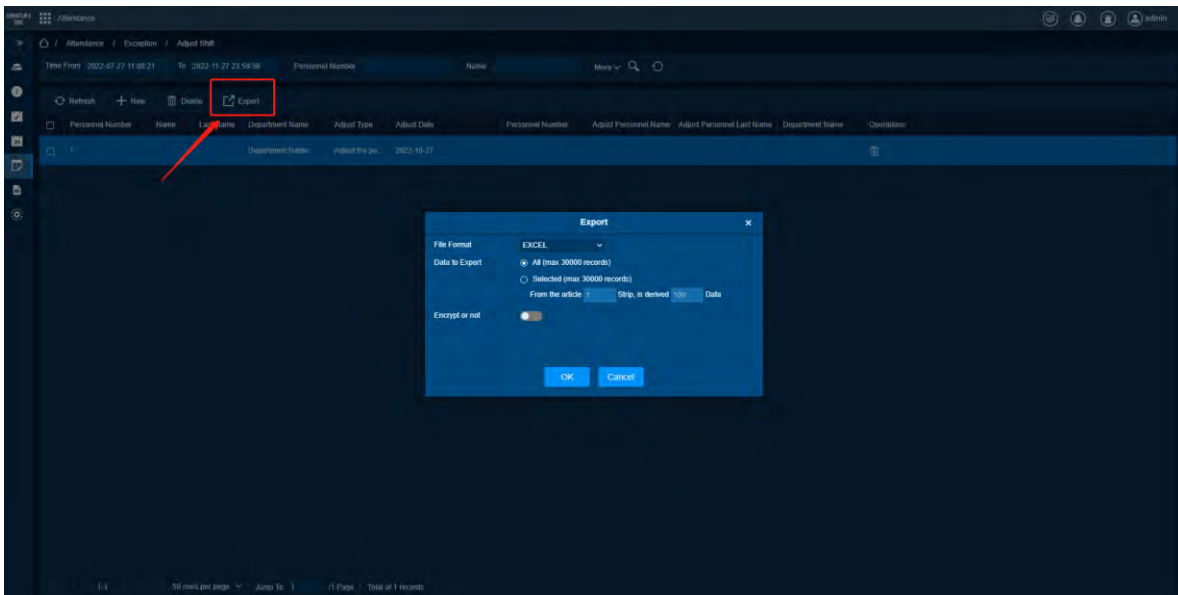 Attendance
admin
/ Attendance / Exception / Adjust Shift
Time From 2022-07-27 11:08:21 To 2022-11-27 23:59:59 Personnel Number Name More
Refresh New Delete Export
Personnel Number Name Last Name Department Name Adjust Type Adjust Date Personnel Number Adjust Personnel Name Adjust Personnel Last Name Department Name Operations
1 Department Name Adjust the pe... 2022-10-27
Export ×
File Format EXCEL
Data to Export All (max 30000 records)
Selected (max 30000 records)
From the article 1 Strip, is derived 100 Data
Encrypt or not
OK Cancel
50 rows per page Jump To 1 /1 Page Total of 1 records